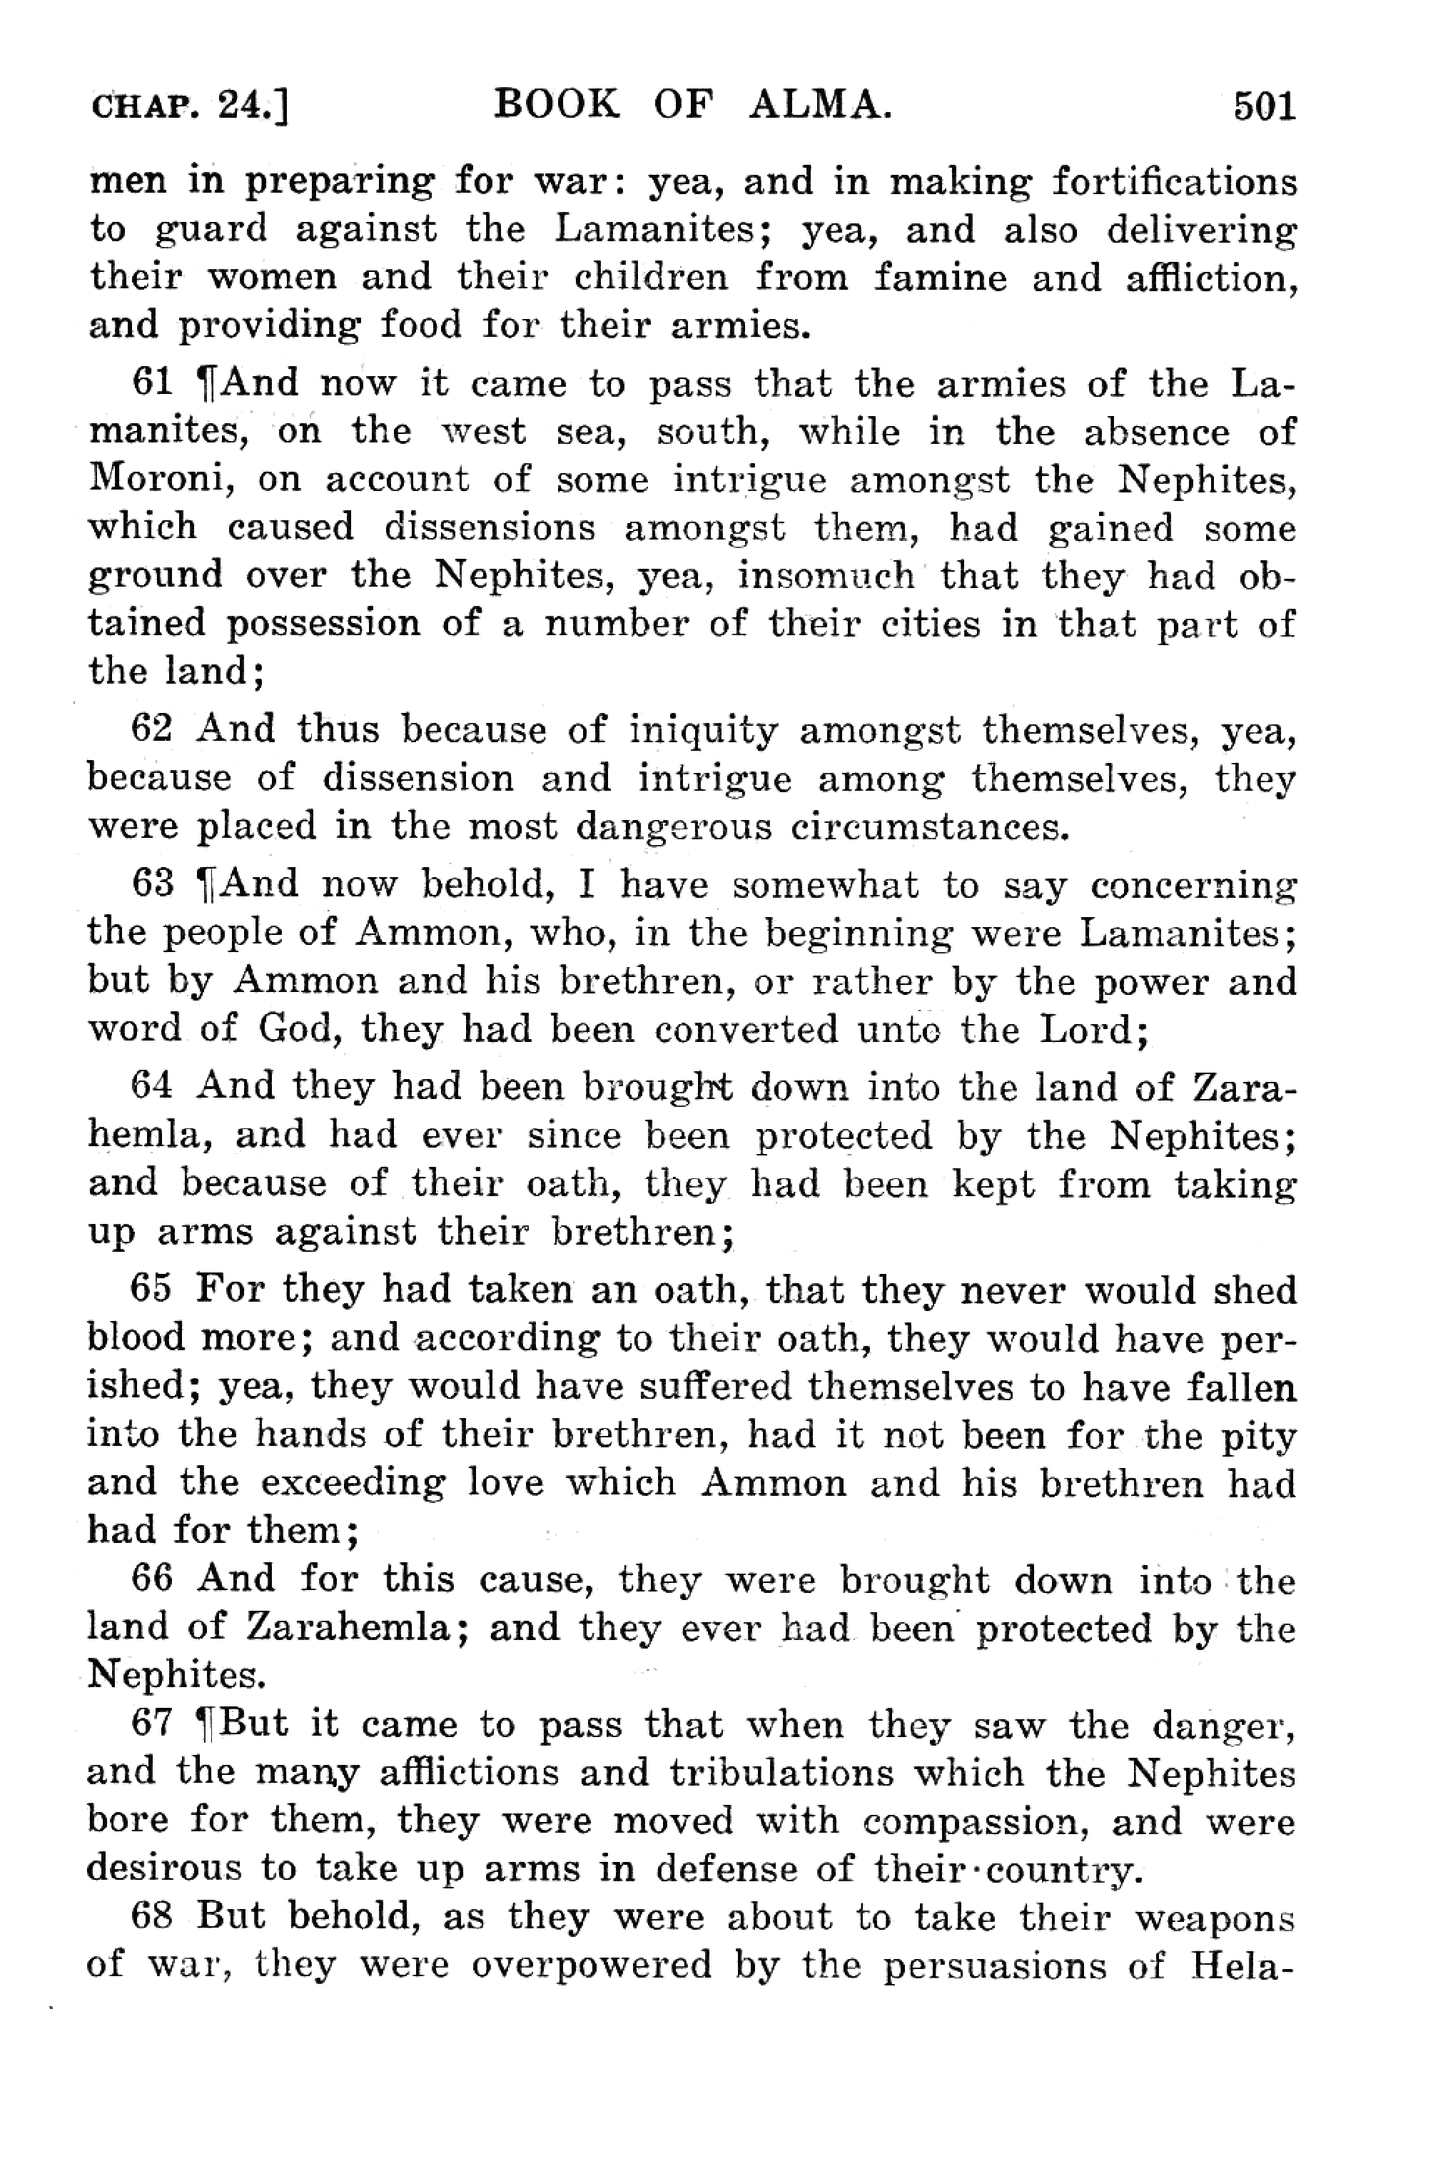 CHAP. 24.] BOOK OF ALMA. 501
men in preparing for war: yea, and in making fortifications
to guard against the Lamanites; yea, and also delivering
their women and their children from famine and affliction,
and providing food for their armies.
61 ¶And now it came to pass that the armies of the La-
manites, on the west sea, south, while in the absence of
Moroni, on account of some intrigue amongst the Nephites,
which caused dissensions amongst them, had gained some
ground over the Nephites, yea, insomuch that they had ob-
tained possession of a number of their cities in that part of
the land;
62 And thus because of iniquity amongst themselves, yea,
because of dissension and intrigue among themselves, they
were placed in the most dangerous circumstances.
63 ¶And now behold, I have somewhat to say concerning
the people of Ammon, who, in the beginning were Lamanites;
but by Ammon and his brethren, or rather by the power and
word of God, they had been converted unto the Lord;
64 And they had been brought down into the land of Zara-
hemla, and had ever since been protected by the Nephites;
and because of their oath, they had been kept from taking
up arms against their brethren;
65 For they had taken an oath, that they never would shed
blood more; and according to their oath, they would have per-
ished; yea, they would have suffered themselves to have fallen
into the hands of their brethren, had it not been for the pity
and the exceeding love which Ammon and his brethren had
had for them;
66 And for this cause, they were brought down into the
land of Zarahemla; and they ever had been protected by the
Nephites.
67 ¶But it came to pass that when they saw the danger,
and the many afflictions and tribulations which the Nephites
bore for them, they were moved with compassion, and were
desirous to take up arms in defense of their country.
68 But behold, as they were about to take their weapons
of war, they were overpowered by the persuasions of Hela-